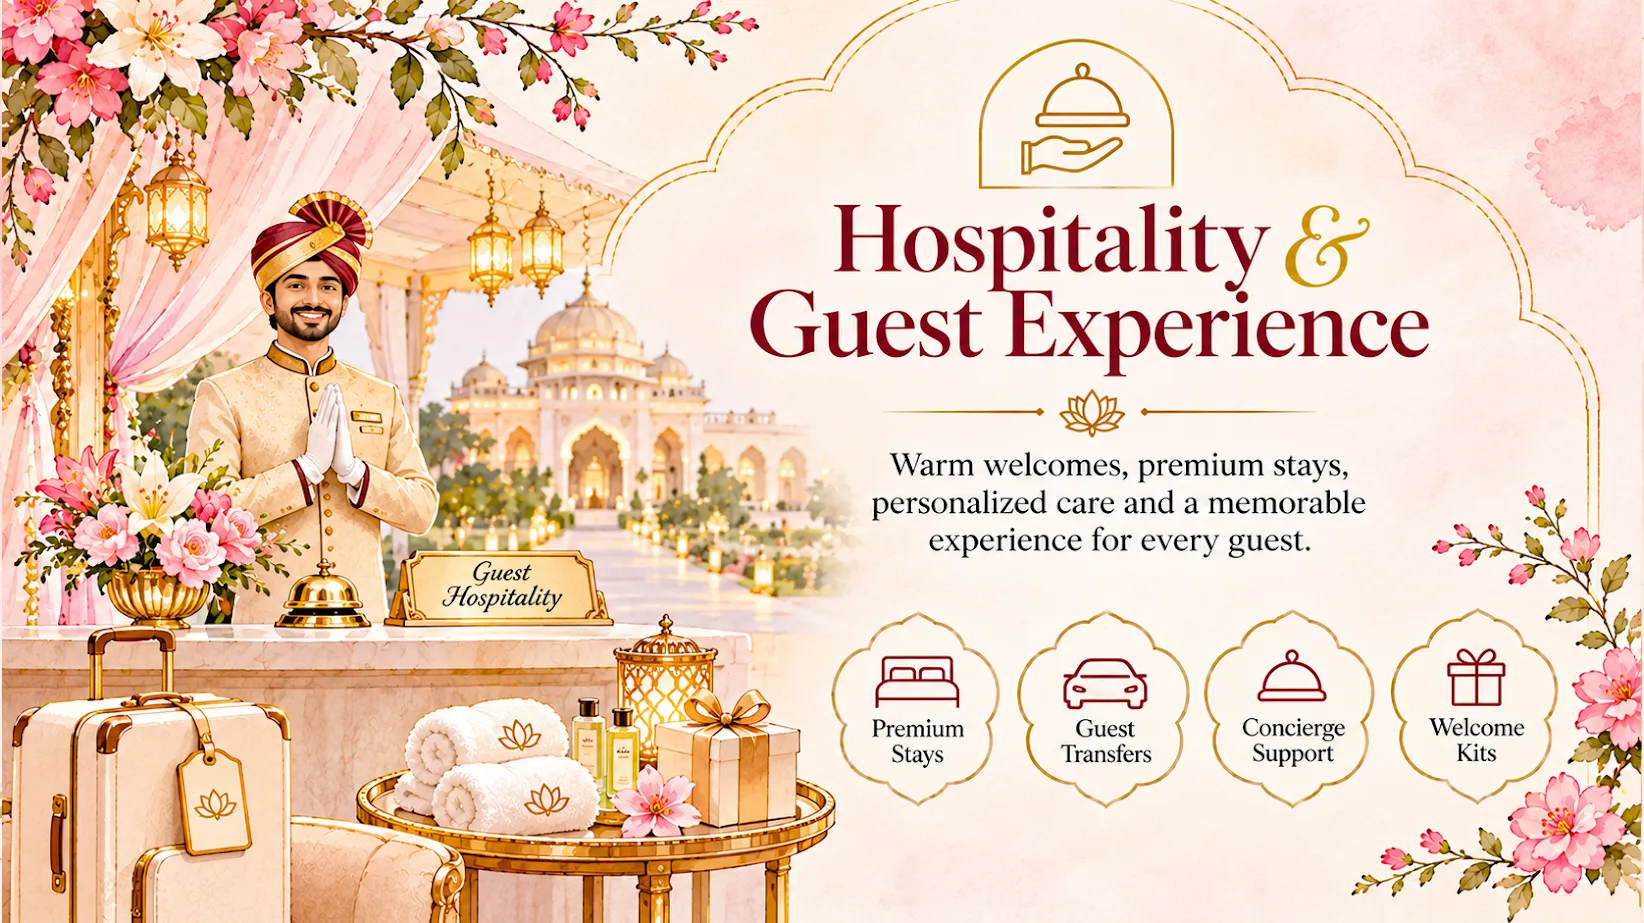 Hospitality &
Guest Experience
Warm welcomes, premium stays,
personalized care and a memorable
experience for every guest.
Guest
Hospitality
Premium
Stays
Guest
Transfers
Concierge
Support
Welcome
Kits